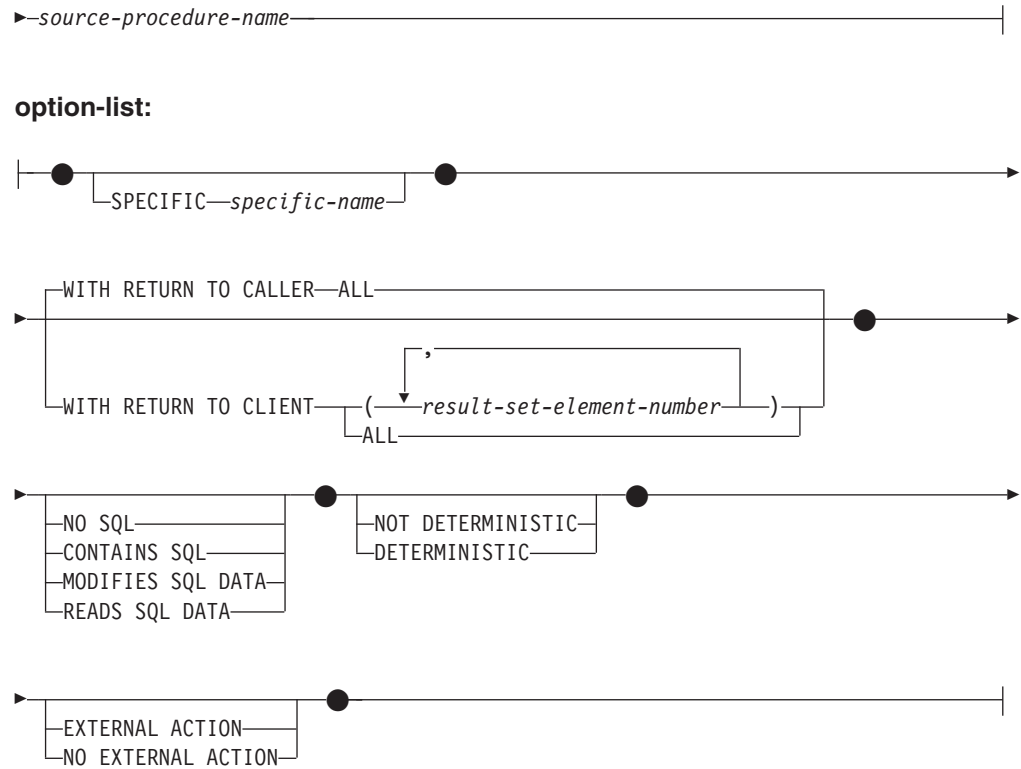 source-procedure-name
option-list:
SPECIFIC specific-name
WITH RETURN TO CALLER ALL
,
WITH RETURN TO CLIENT ( result-set-element-number )
ALL
NO SQL NOT DETERMINISTIC
CONTAINS SQL DETERMINISTIC
MODIFIES SQL DATA
READS SQL DATA
EXTERNAL ACTION
NO EXTERNAL ACTION